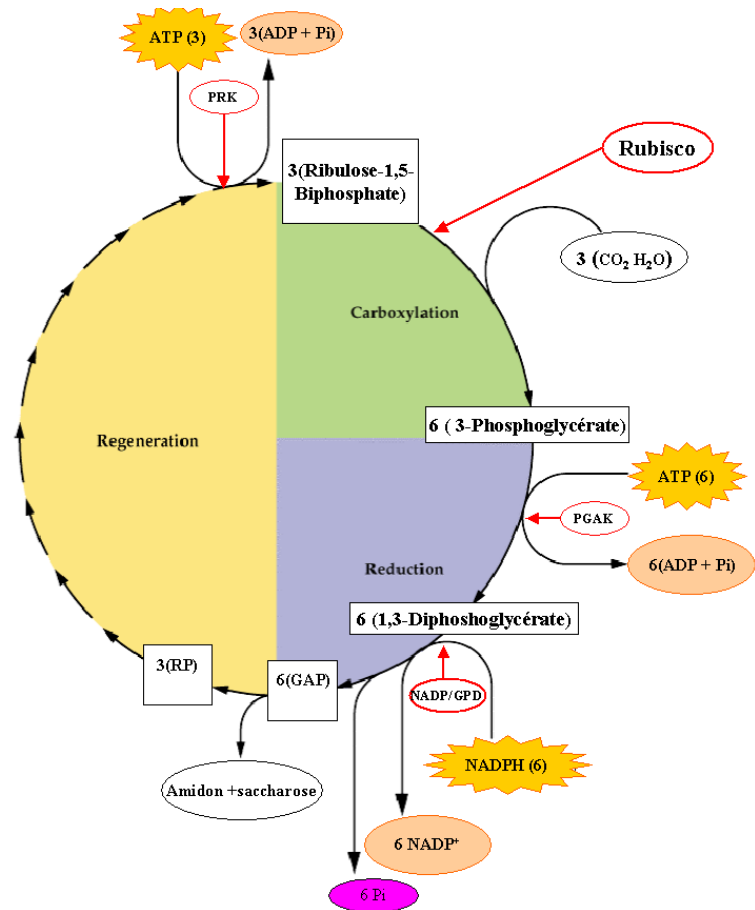 ATP (3)
3(ADP + Pi)
PRK
3(Ribulose-1,5-
Biphosphate)
Rubisco
3 (CO₂ H₂O)
Carboxylation
Regeneration
6 ( 3-Phosphoglycérate)
ATP (6)
PGAK
6(ADP + Pi)
Reduction
6 (1,3-Diphoshoglycérate)
3(RP)
6(GAP)
NADP/GPD
NADPH (6)
Amidon +saccharose
6 NADP⁺
6 Pi